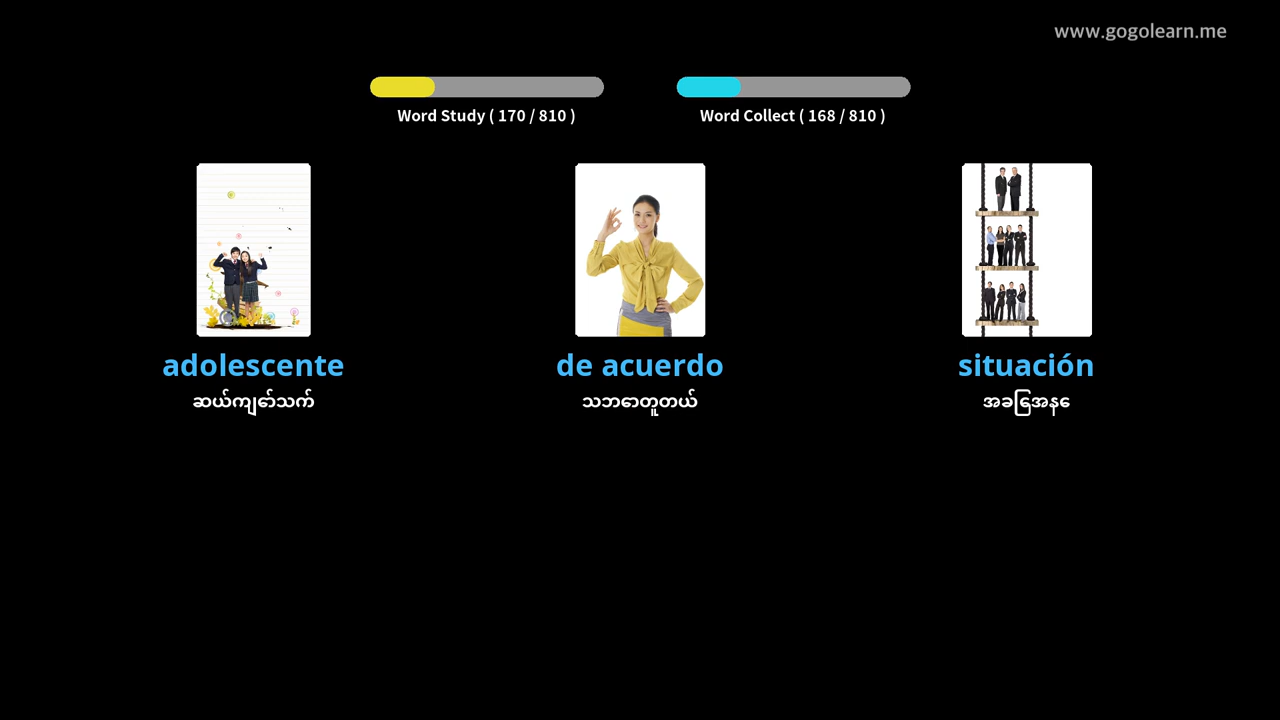 www.gogolearn.me
Word Study ( 170 / 810 )
Word Collect ( 168 / 810 )
adolescente
de acuerdo
situación
ဆယ်ကျော်သက်
သဘောတူတယ်
အခြေအနေ